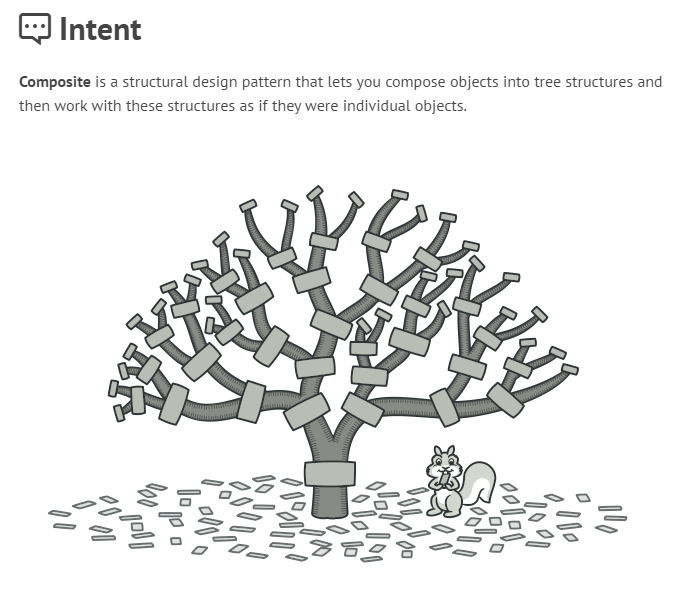 Intent
Composite is a structural design pattern that lets you compose objects into tree structures and
then work with these structures as if they were individual objects.